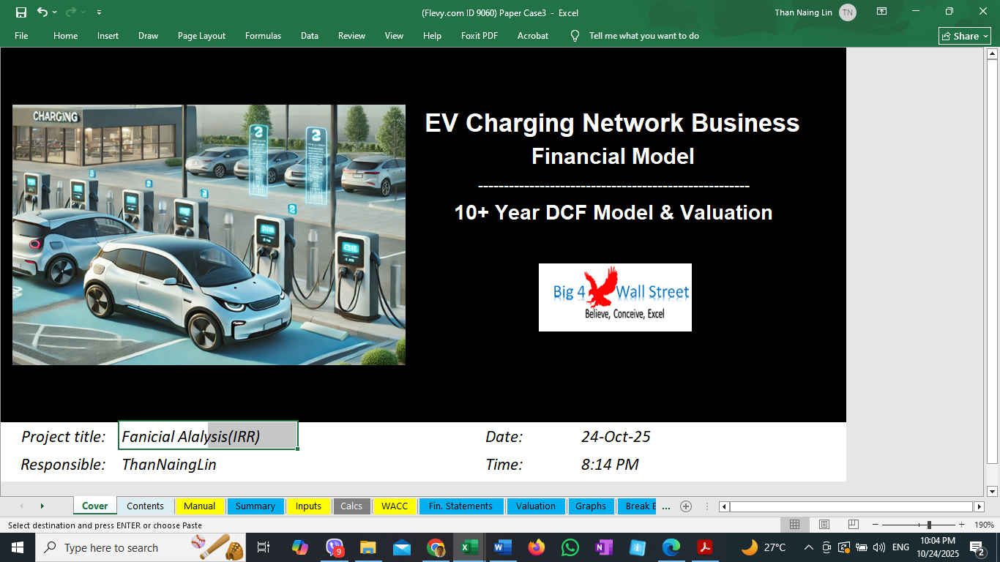 (Flevy.com ID 9060) Paper Case3 - Excel
Than Naing Lin
TN
File Home Insert Draw Page Layout Formulas Data Review View Help Foxit PDF Acrobat Tell me what you want to do
Share
CHARGING
EV Charging Network Business
Financial Model
-----------------------------------------------------
10+ Year DCF Model & Valuation
Big 4 Wall Street
Believe, Conceive, Excel
Project title: Fanicial Alalysis(IRR) Date: 24-Oct-25
Responsible: ThanNaingLin Time: 8:14 PM
Cover Contents Manual Summary Inputs Calcs WACC Fin. Statements Valuation Graphs Break E ...
Select destination and press ENTER or choose Paste
190%
Type here to search
9
27°C
ENG
10:04 PM
10/24/2025
2